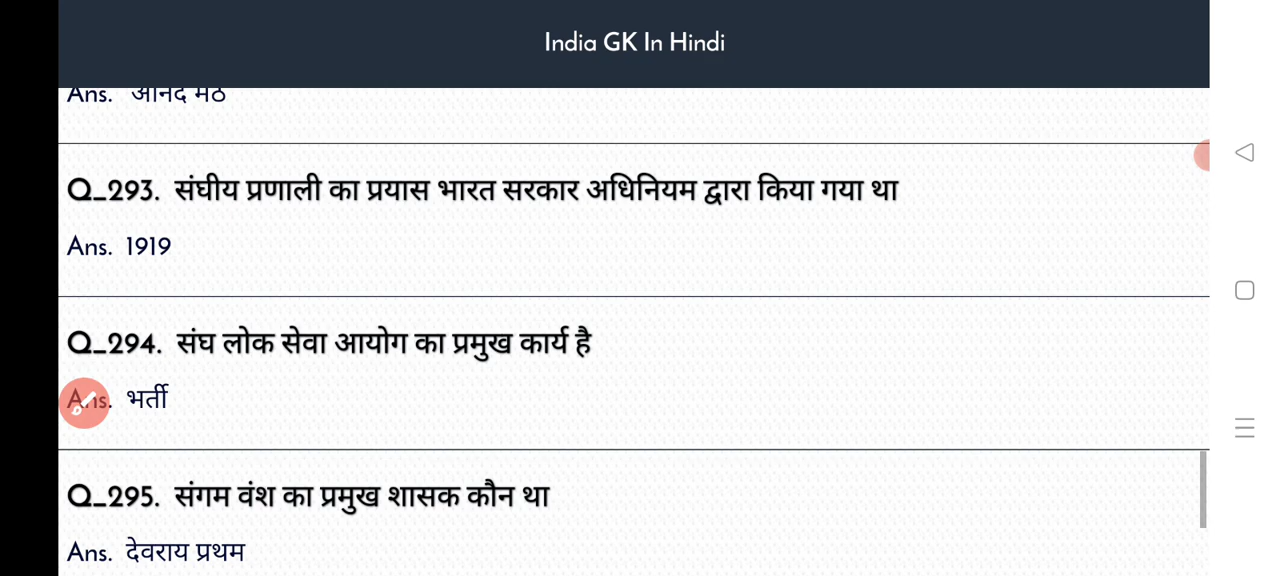 India GK In Hindi
Ans. आनंद मठ
Q_293. संघीय प्रणाली का प्रयास भारत सरकार अधिनियम द्वारा किया गया था
Ans. 1919
Q_294. संघ लोक सेवा आयोग का प्रमुख कार्य है
Ans. भर्ती
Q_295. संगम वंश का प्रमुख शासक कौन था
Ans. देवराय प्रथम